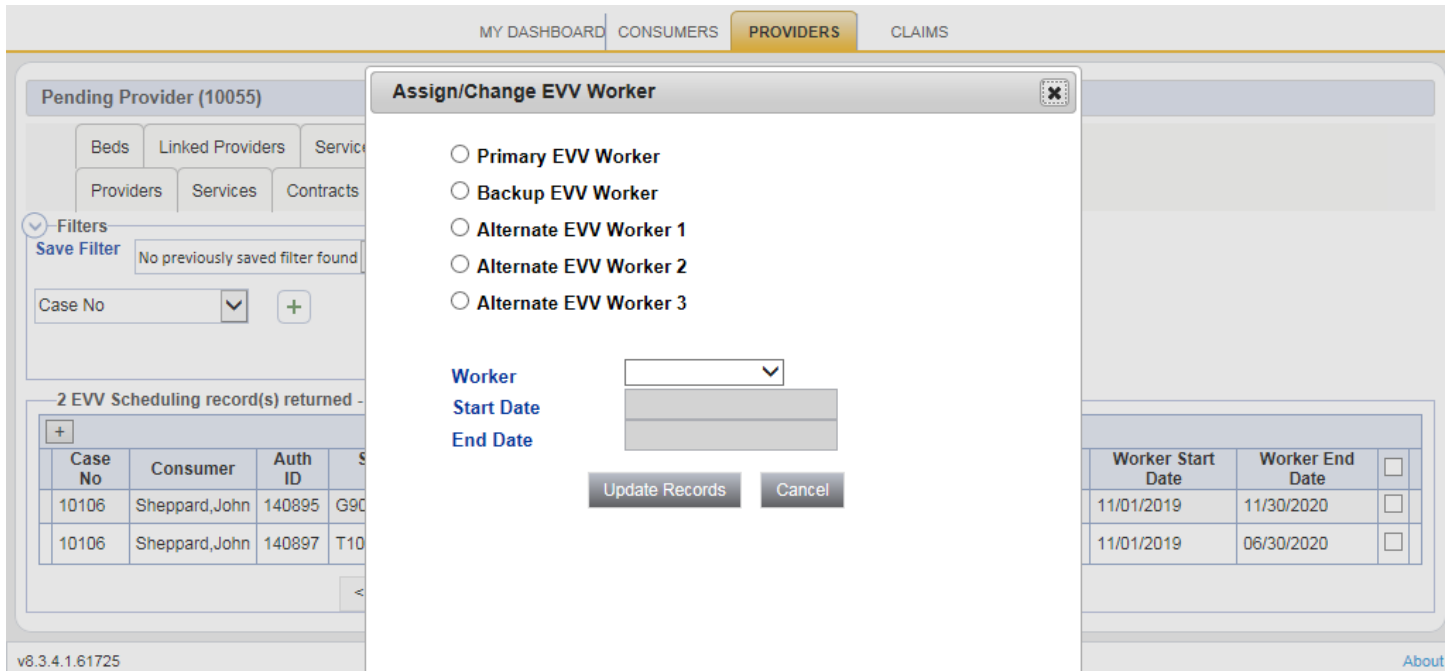 MY DASHBOARD CONSUMERS PROVIDERS CLAIMS
Pending Provider (10055)
Assign/Change EVV Worker
Beds Linked Providers
Providers Services Contracts
Filters
Save Filter No previously saved filter found
Case No +
Primary EVV Worker
Backup EVV Worker
Alternate EVV Worker 1
Alternate EVV Worker 2
Alternate EVV Worker 3
Worker
Start Date
End Date
Update Records Cancel
2 EVV Scheduling record(s) returned -
+
Case No Consumer Auth ID Worker Start Date Worker End Date
10106 Sheppard,John 140895 G90 11/01/2019 11/30/2020
10106 Sheppard,John 140897 T10 11/01/2019 06/30/2020
<
v8.3.4.1.61725 About